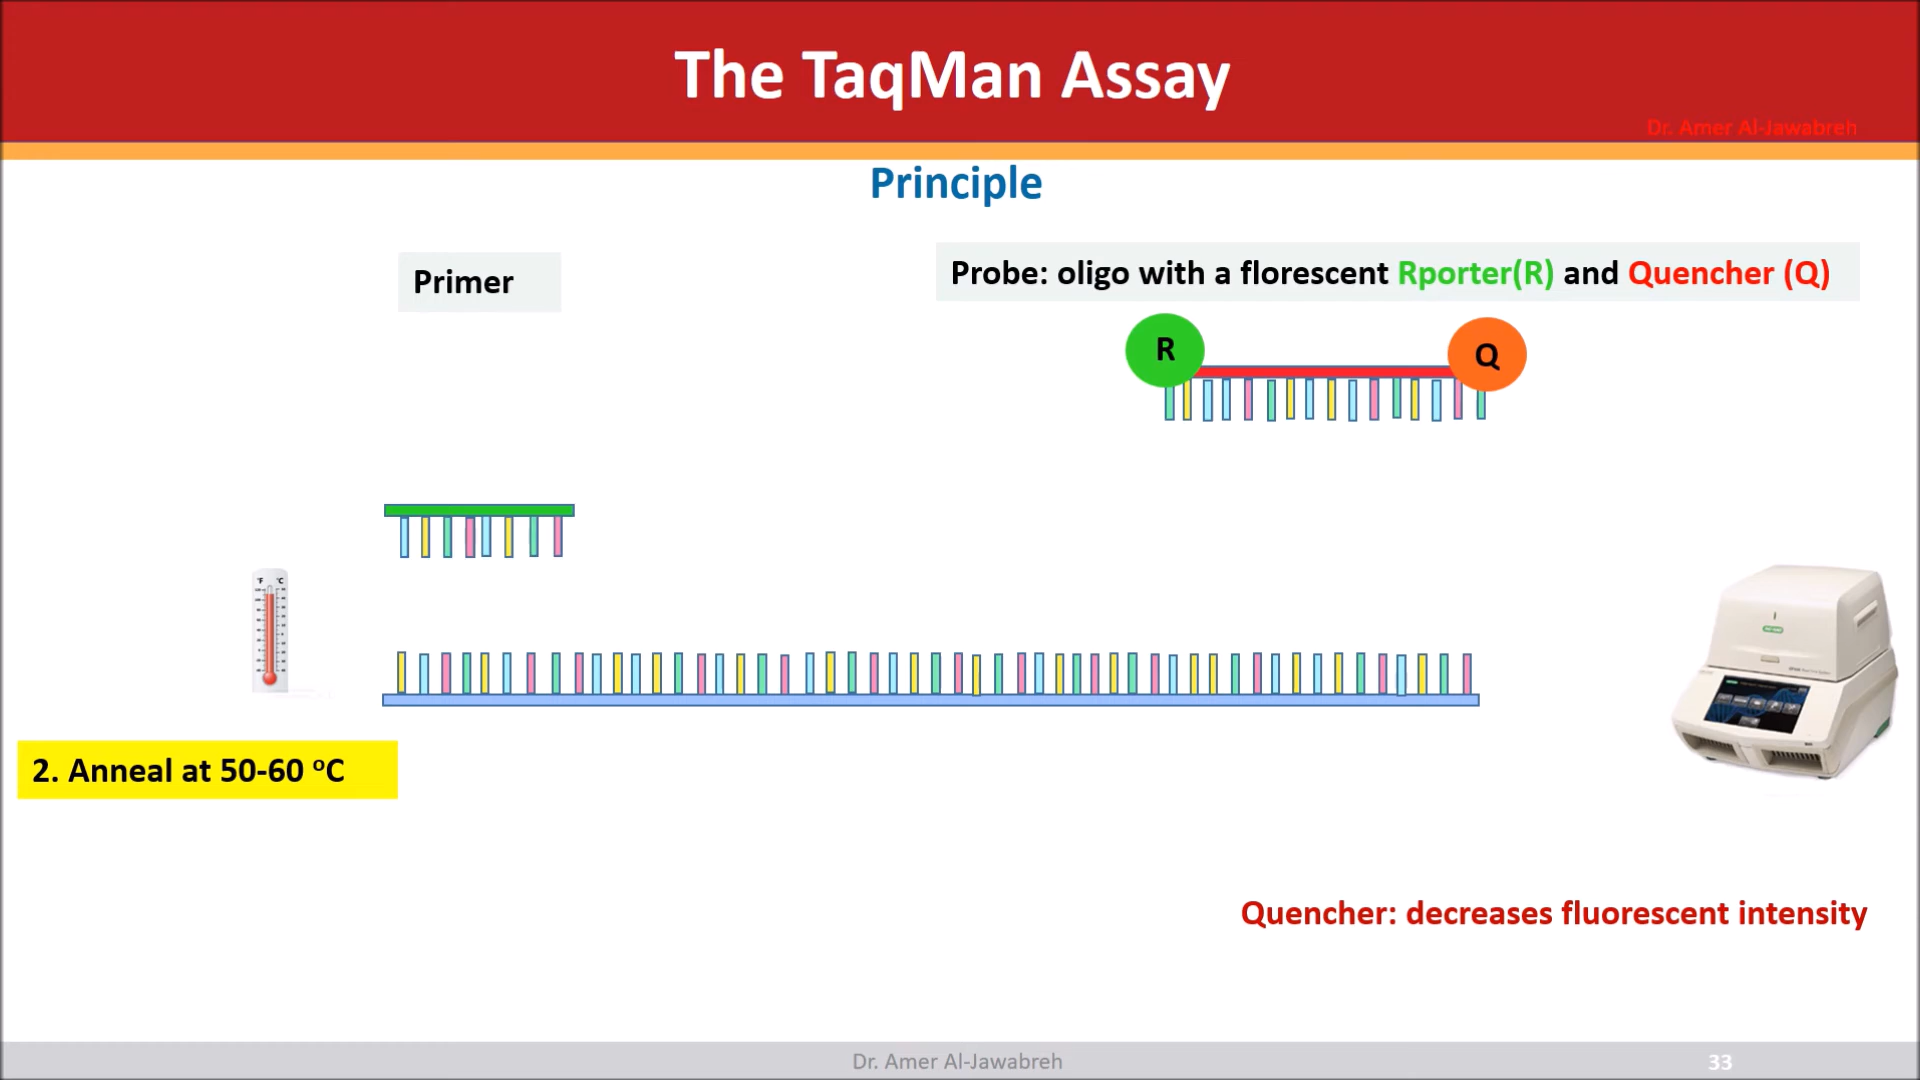 The TaqMan Assay
Dr. Amer Al-Jawabreh
Principle
Primer
Probe: oligo with a florescent Rporter(R) and Quencher (Q)
R
Q
°F °C
2. Anneal at 50-60 °C
Quencher: decreases fluorescent intensity
Dr. Amer Al-Jawabreh
33